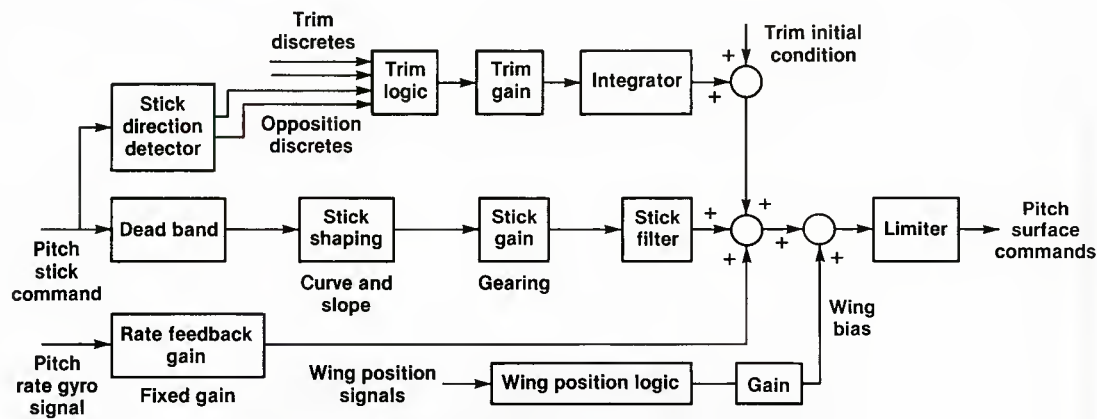 Trim
discretes
Trim
logic
Trim
gain
Integrator
+
+
Trim initial
condition
Stick
direction
detector
Opposition
discretes
Pitch
stick
command
Dead band
Stick
shaping
Curve and
slope
Stick
gain
Gearing
Stick
filter
+
+
+
+
+
Limiter
Pitch
surface
commands
Wing
bias
Pitch
rate gyro
signal
Rate feedback
gain
Fixed gain
Wing position
signals
Wing position logic
Gain